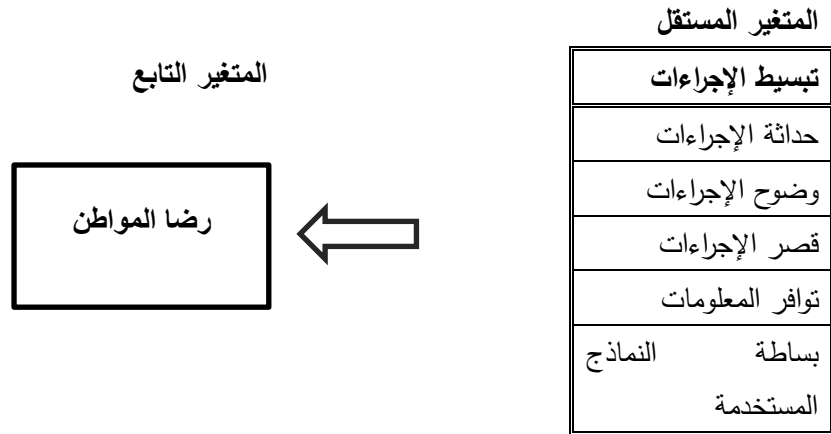 المتغير المستقل
تبسيط الإجراءات
حداثة الإجراءات
وضوح الإجراءات
قصر الإجراءات
توافر المعلومات
بساطة النماذج
المستخدمة
المتغير التابع
رضا المواطن